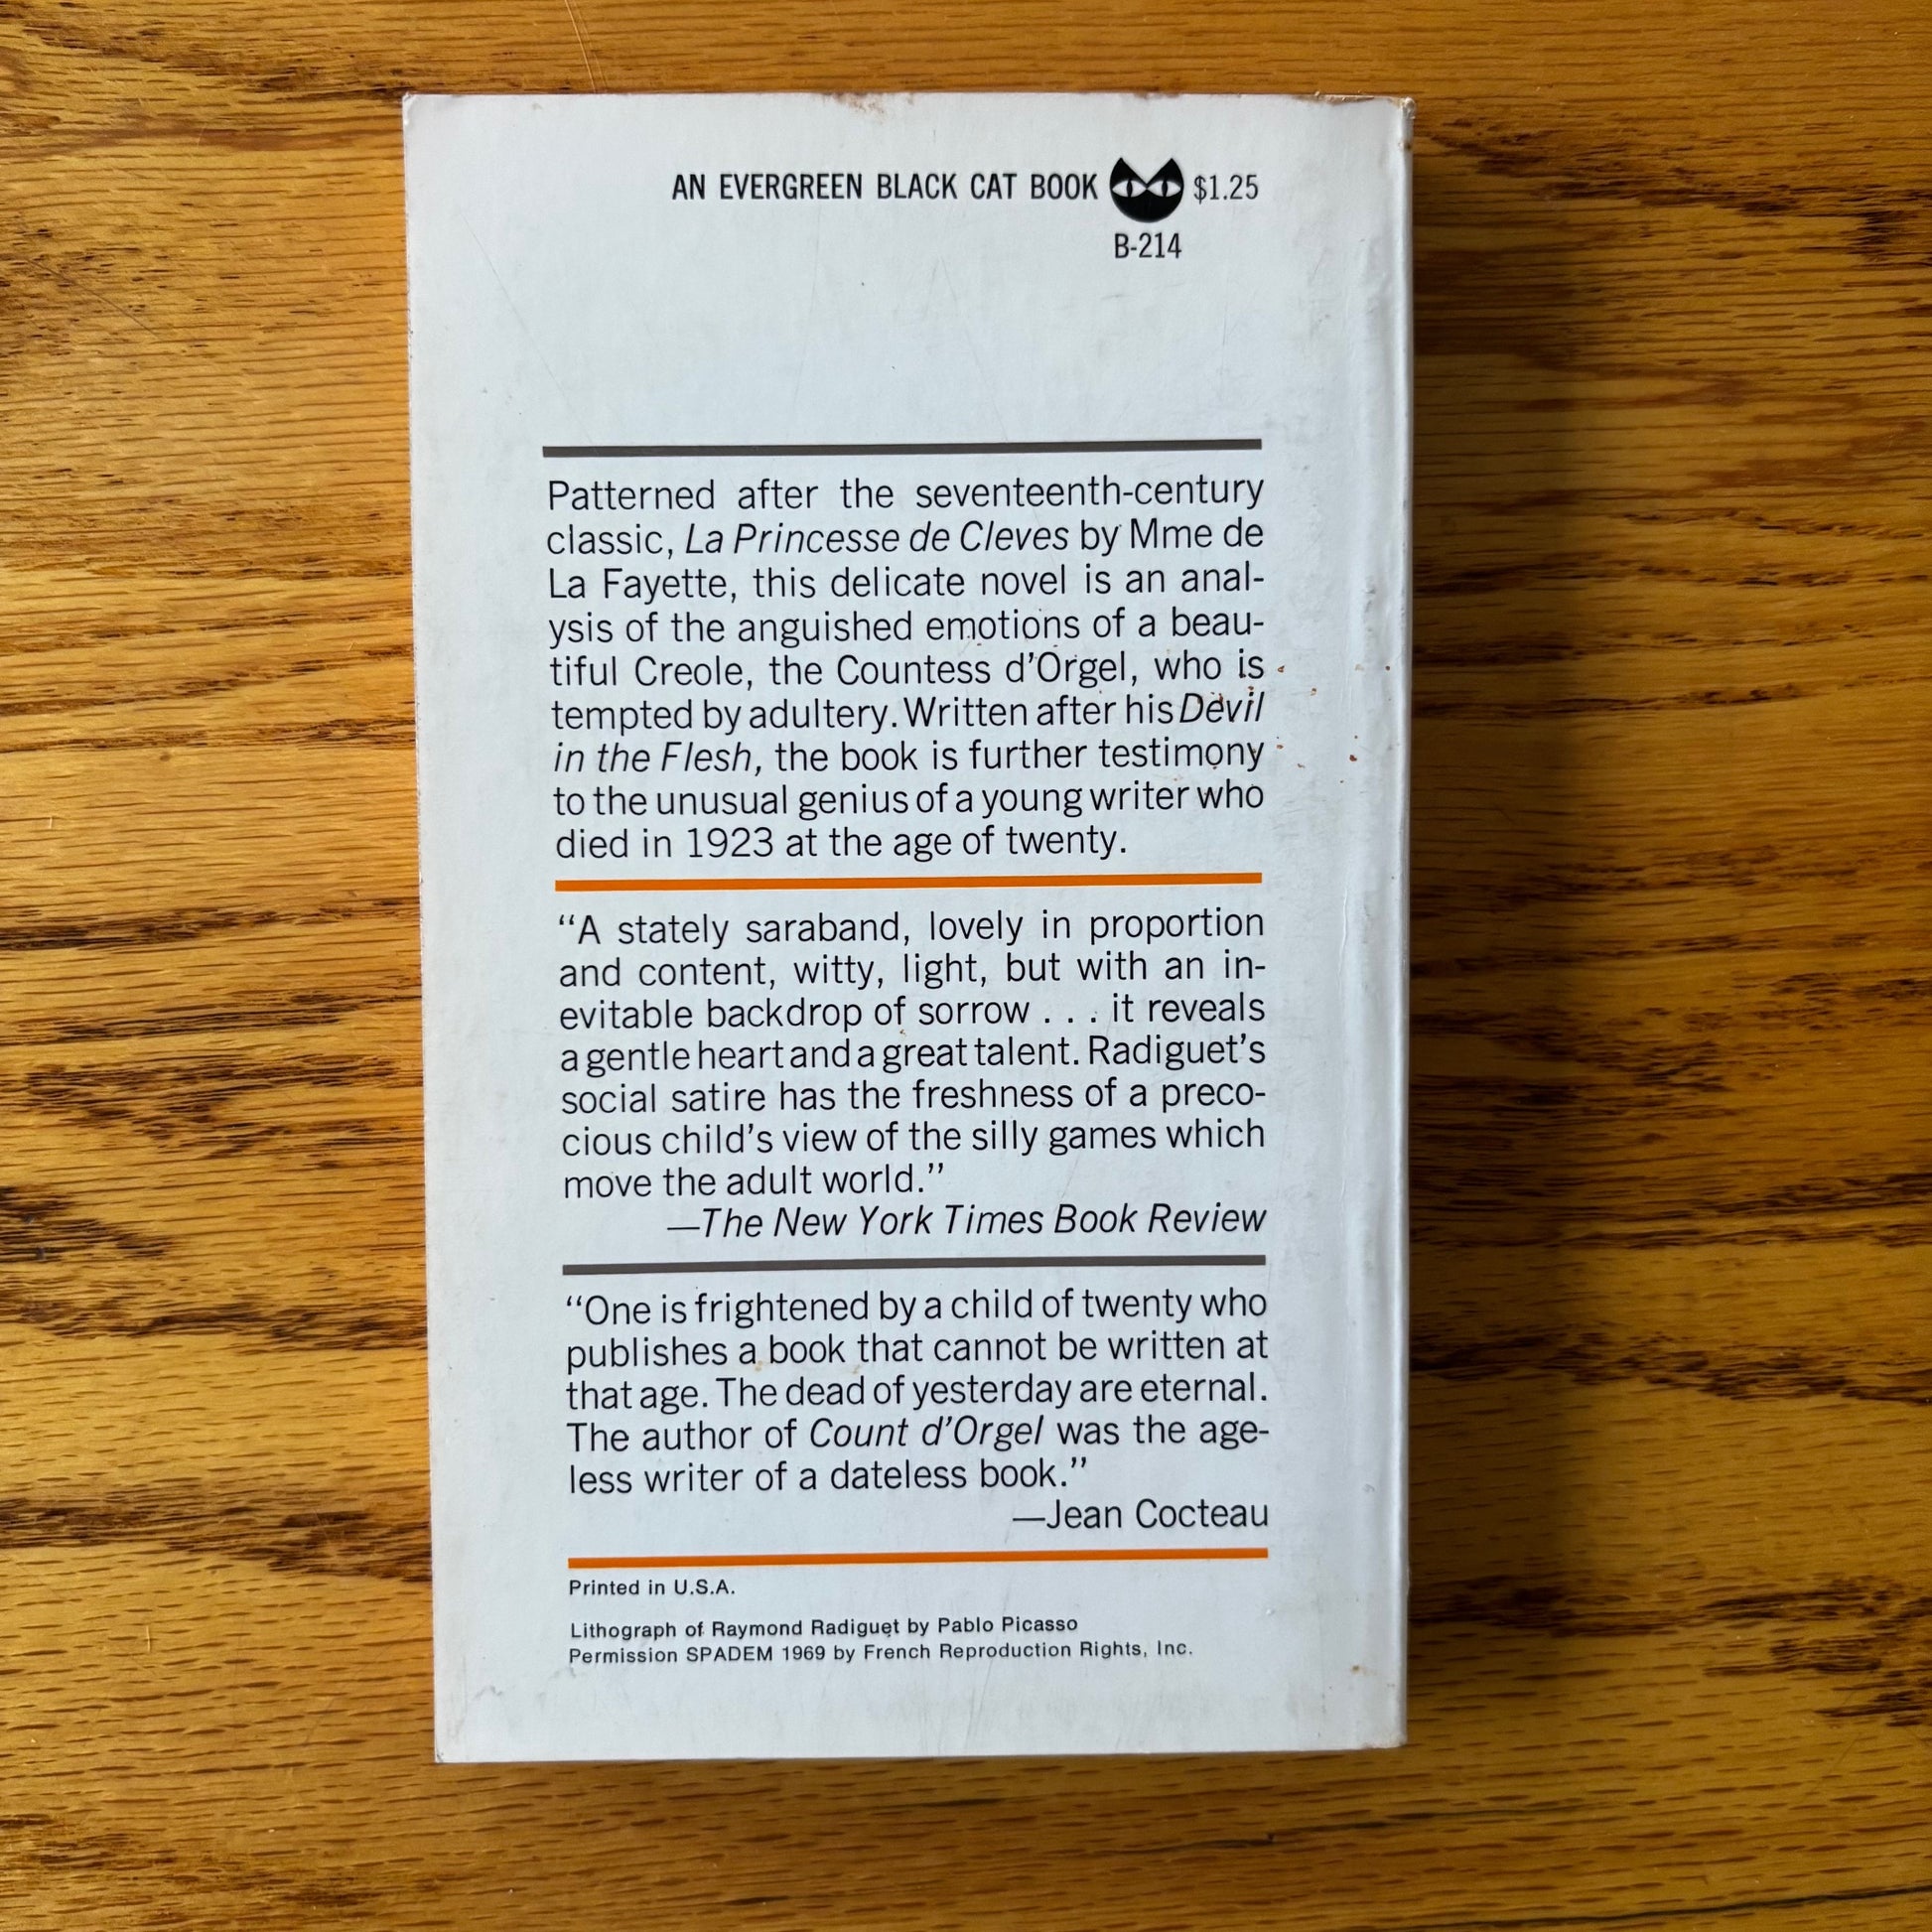 AN EVERGREEN BLACK CAT BOOK $1.25
B-214
Patterned after the seventeenth-century
classic, La Princesse de Cleves by Mme de
La Fayette, this delicate novel is an anal-
ysis of the anguished emotions of a beau-
tiful Creole, the Countess d’Orgel, who is
tempted by adultery. Written after his Devil
in the Flesh, the book is further testimony
to the unusual genius of a young writer who
died in 1923 at the age of twenty.
“A stately saraband, lovely in proportion
and content, witty, light, but with an in-
evitable backdrop of sorrow . . . it reveals
a gentle heart and a great talent. Radiguet’s
social satire has the freshness of a preco-
cious child’s view of the silly games which
move the adult world.”
—The New York Times Book Review
“One is frightened by a child of twenty who
publishes a book that cannot be written at
that age. The dead of yesterday are eternal.
The author of Count d’Orgel was the age-
less writer of a dateless book.”
—Jean Cocteau
Printed in U.S.A.
Lithograph of Raymond Radiguet by Pablo Picasso
Permission SPADEM 1969 by French Reproduction Rights, Inc.